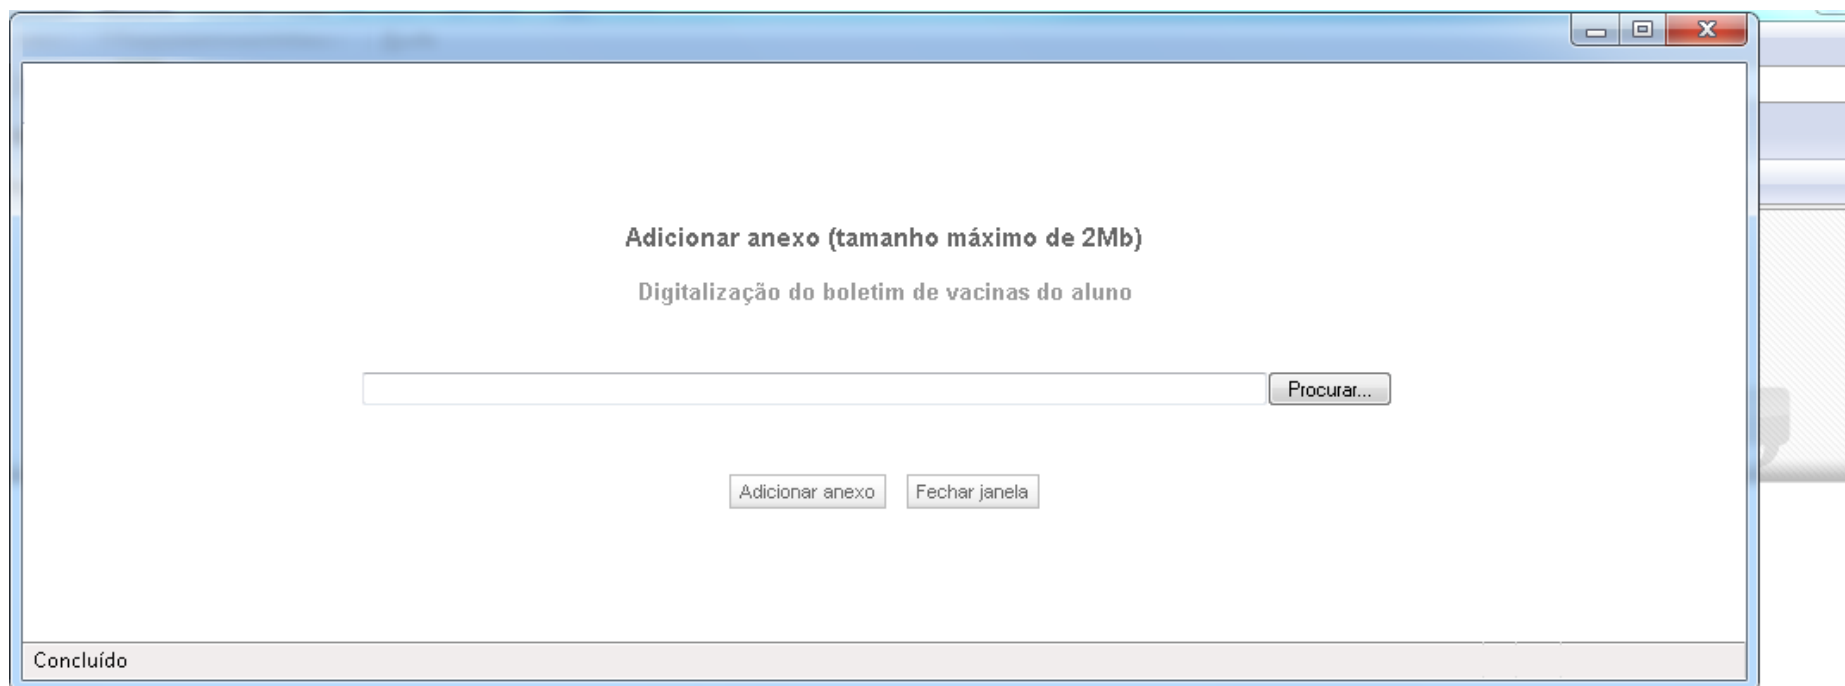 Adicionar anexo (tamanho máximo de 2Mb)
Digitalização do boletim de vacinas do aluno
Procurar...
Adicionar anexo Fechar janela
Concluído